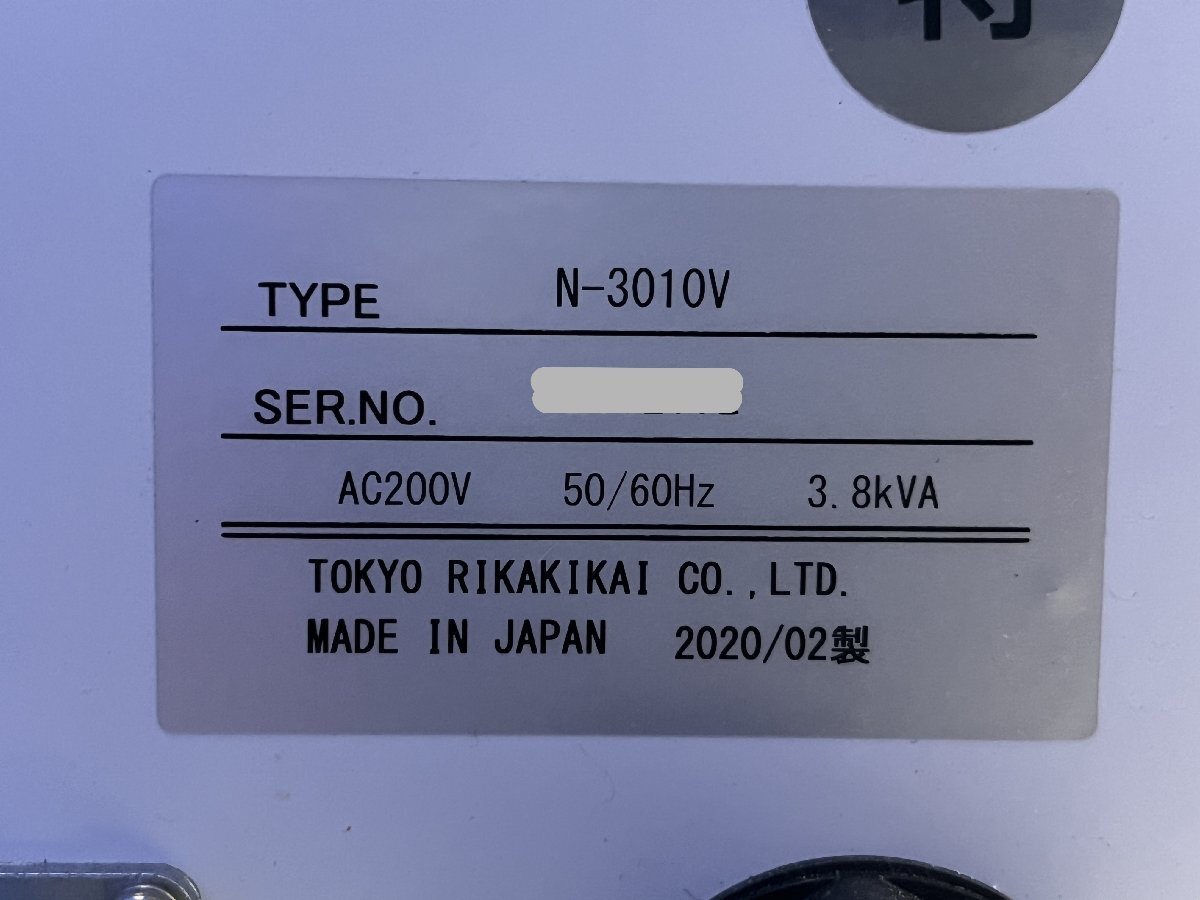 特
TYPE N-3010V
SER.NO.
AC200V 50/60Hz 3.8kVA
TOKYO RIKAKIKAI CO.,LTD.
MADE IN JAPAN 2020/02製